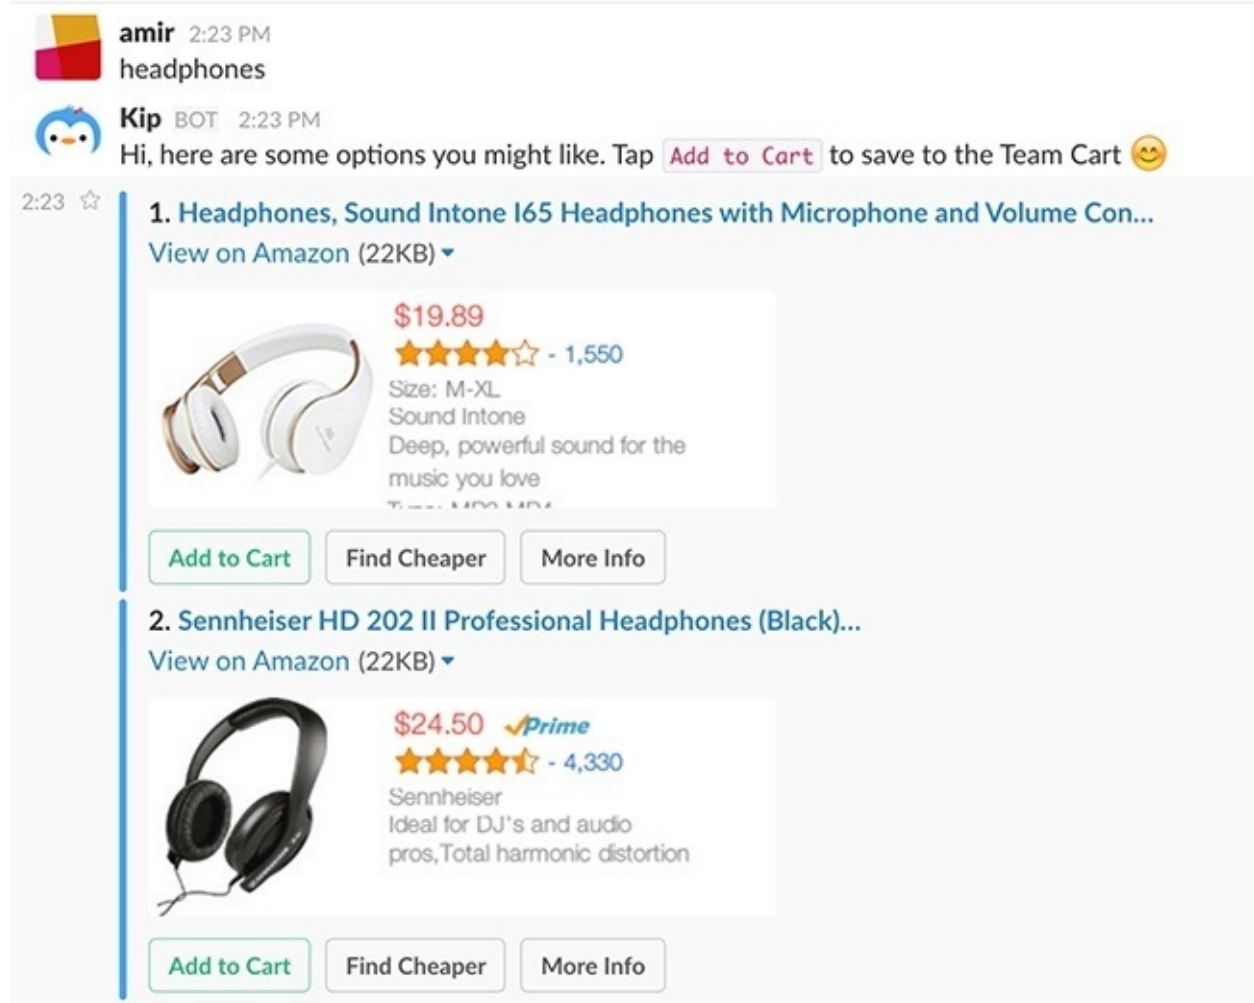 amir 2:23 PM
headphones
Kip BOT 2:23 PM
Hi, here are some options you might like. Tap Add to Cart to save to the Team Cart 😊
2:23
1. Headphones, Sound Intone I65 Headphones with Microphone and Volume Con...
View on Amazon (22KB)
$19.89
- 1,550
Size: M-XL
Sound Intone
Deep, powerful sound for the
music you love
Type: MP3 MP4
Add to Cart Find Cheaper More Info
2. Sennheiser HD 202 II Professional Headphones (Black)...
View on Amazon (22KB)
$24.50 Prime
- 4,330
Sennheiser
Ideal for DJ's and audio
pros,Total harmonic distortion
Add to Cart Find Cheaper More Info